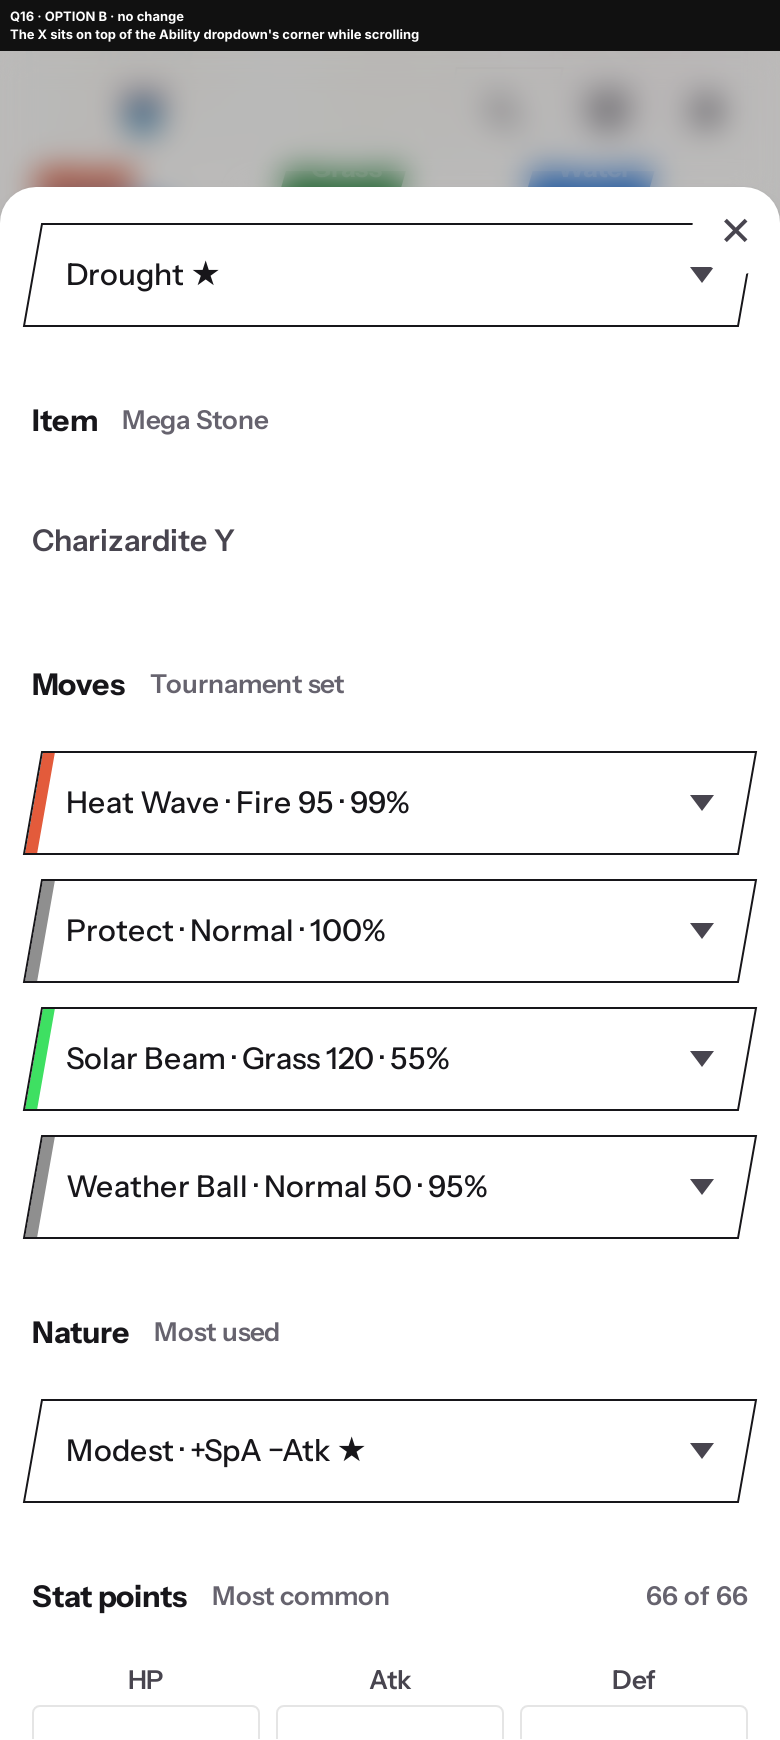 Q16 · OPTION B · no change
The X sits on top of the Ability dropdown's corner while scrolling
Grass Water
Drought ★
Item Mega Stone
Charizardite Y
Moves Tournament set
Heat Wave · Fire 95 · 99%
Protect · Normal · 100%
Solar Beam · Grass 120 · 55%
Weather Ball · Normal 50 · 95%
Nature Most used
Modest · +SpA −Atk ★
Stat points Most common 66 of 66
HP Atk Def